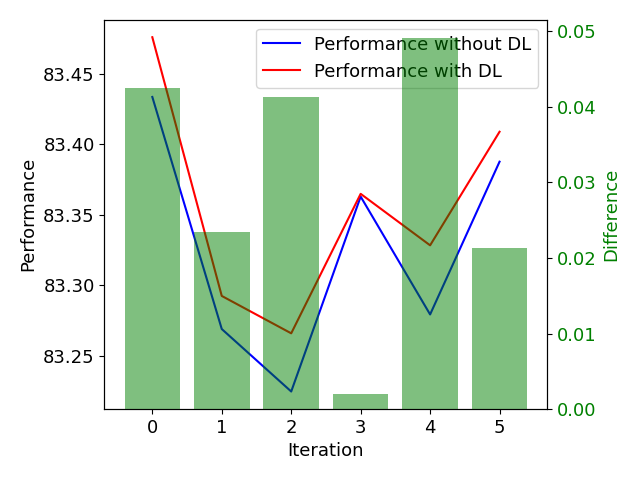 Performance without DL
Performance with DL
83.45
83.40
83.35
83.30
83.25
Performance
0.05
0.04
0.03
0.02
0.01
0.00
Difference
0 1 2 3 4 5
Iteration